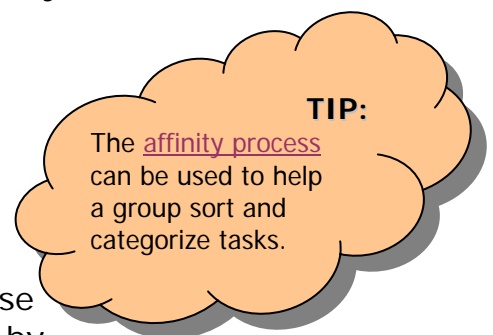 TIP:
The affinity process
can be used to help
a group sort and
categorize tasks.